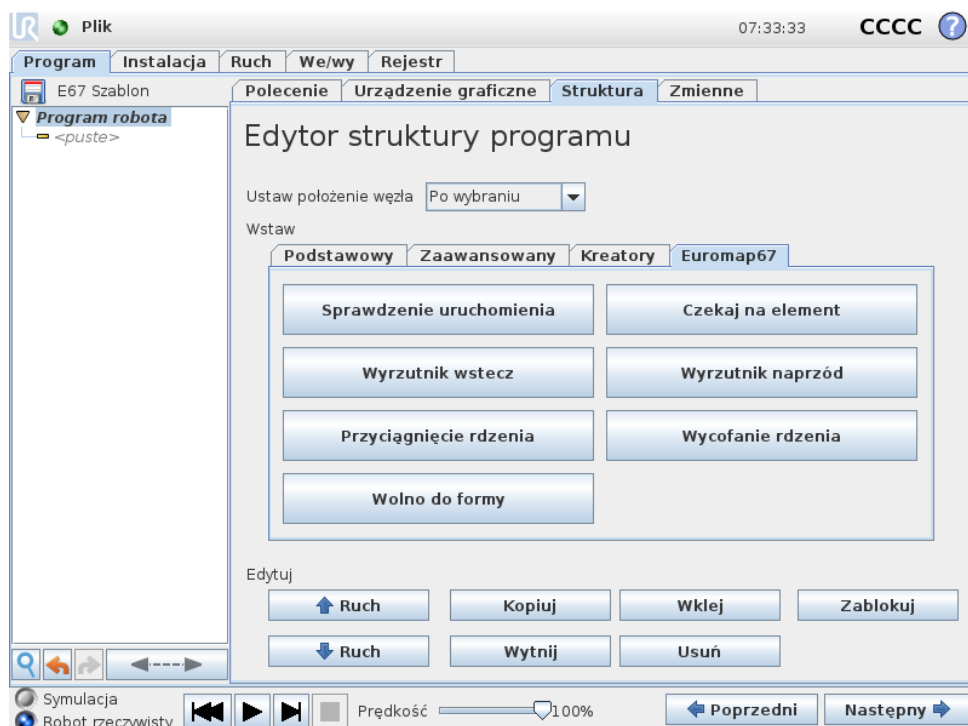 UR Plik 07:33:33 CCCC ?
Program Instalacja Ruch We/wy Rejestr
E67 Szablon Polecenie Urządzenie graficzne Struktura Zmienne
Program robota
<puste>
Edytor struktury programu
Ustaw położenie węzła Po wybraniu
Wstaw
Podstawowy Zaawansowany Kreatory Euromap67
Sprawdzenie uruchomienia Czekaj na element
Wyrzutnik wstecz Wyrzutnik naprzód
Przyciągnięcie rdzenia Wycofanie rdzenia
Wolno do formy
Edytuj
Ruch Kopiuj Wklej Zablokuj
Ruch Wytnij Usuń
Symulacja
Robot rzeczywisty Prędkość 100% Poprzedni Następny